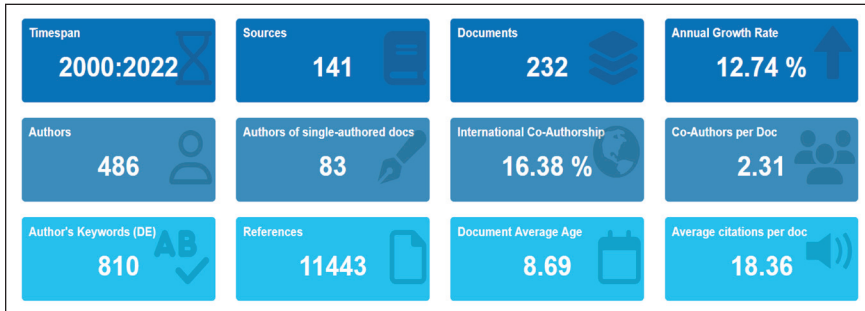 Timespan
2000:2022
Sources
141
Documents
232
Annual Growth Rate
12.74 %
Authors
486
Authors of single-authored docs
83
International Co-Authorship
16.38 %
Co-Authors per Doc
2.31
Author's Keywords (DE)
810
AB
References
11443
Document Average Age
8.69
Average citations per doc
18.36